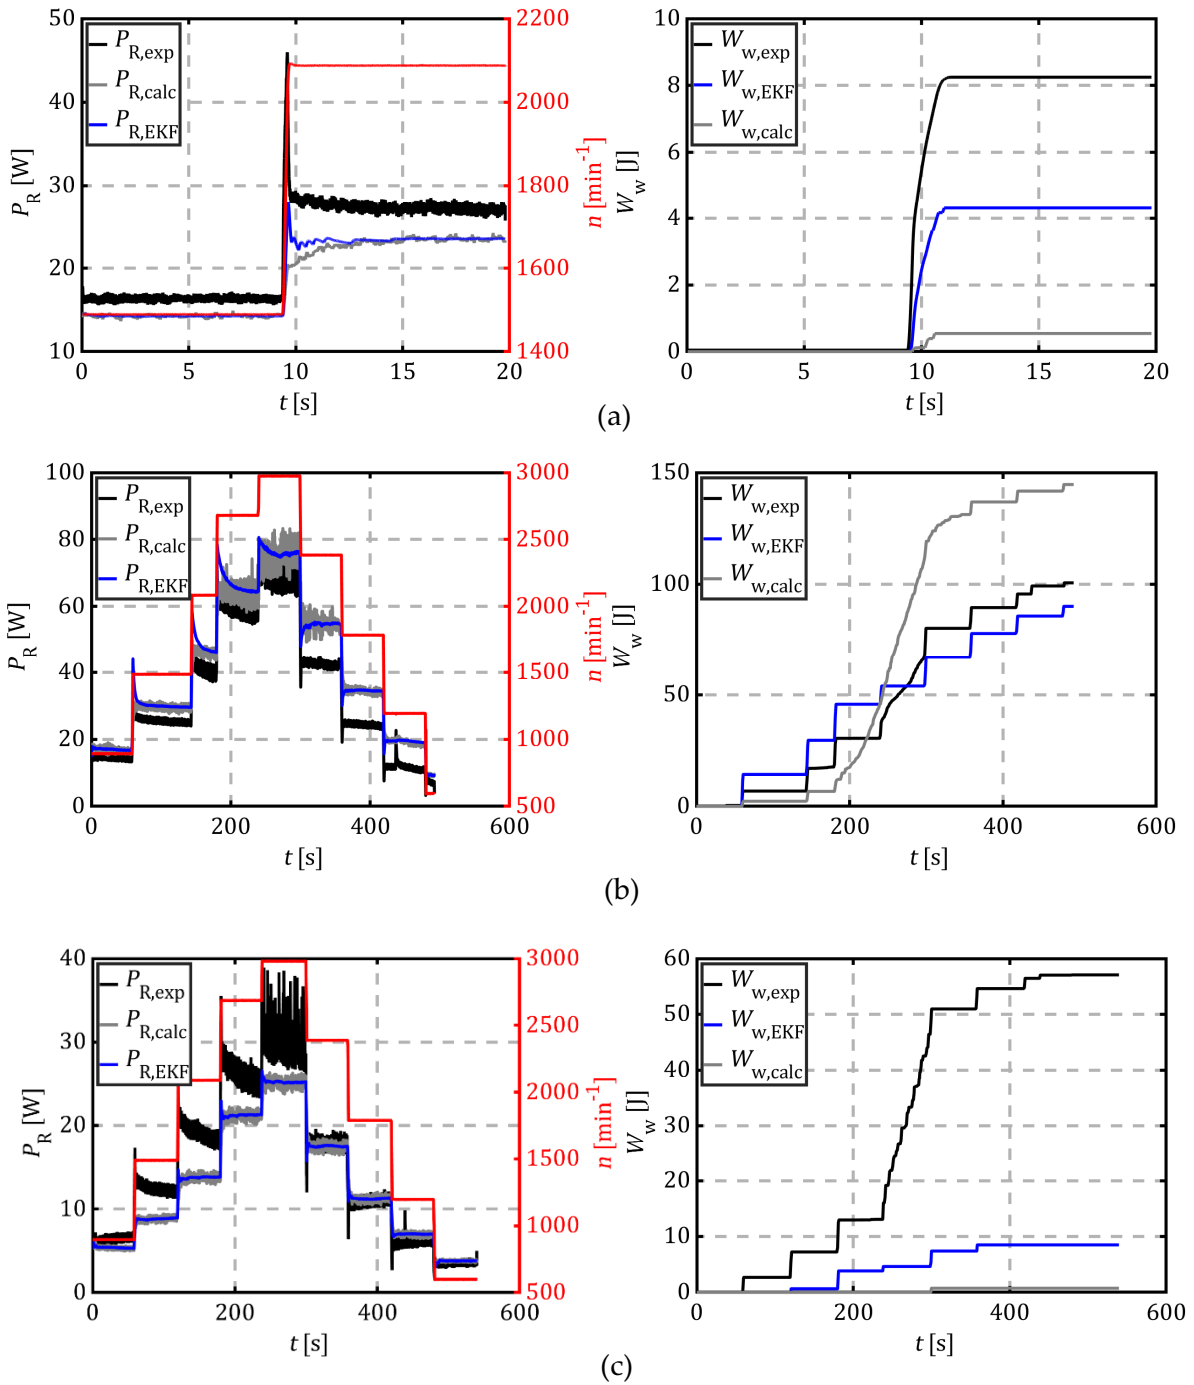 50
40
30
20
10
P_R [W]
P_R,exp
P_R,calc
P_R,EKF
2200
2000
1800
1600
1400
n [min⁻¹]
0 5 10 15 20
t [s]
10
8
6
4
2
0
W_w [J]
W_w,exp
W_w,EKF
W_w,calc
0 5 10 15 20
t [s]
(a)
100
80
60
40
20
0
P_R [W]
P_R,exp
P_R,calc
P_R,EKF
3000
2500
2000
1500
1000
500
n [min⁻¹]
0 200 400 600
t [s]
150
100
50
0
W_w [J]
W_w,exp
W_w,EKF
W_w,calc
0 200 400 600
t [s]
(b)
40
30
20
10
0
P_R [W]
P_R,exp
P_R,calc
P_R,EKF
3000
2500
2000
1500
1000
500
n [min⁻¹]
0 200 400 600
t [s]
60
50
40
30
20
10
0
W_w [J]
W_w,exp
W_w,EKF
W_w,calc
0 200 400 600
t [s]
(c)